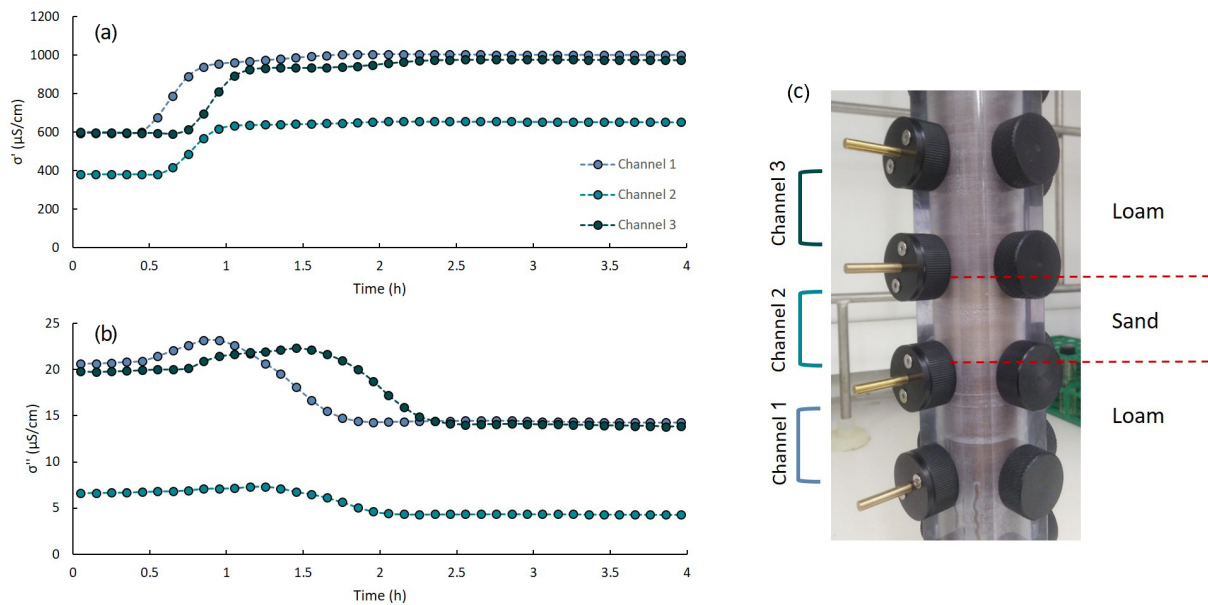 (a)
1200
1000
800
600
400
200
0
σ' (µS/cm)
0 0.5 1 1.5 2 2.5 3 3.5 4
Time (h)
Channel 1
Channel 2
Channel 3
(b)
25
20
15
10
5
0
σ'' (µS/cm)
0 0.5 1 1.5 2 2.5 3 3.5 4
Time (h)
(c)
Channel 3
Channel 2
Channel 1
Loam
Sand
Loam